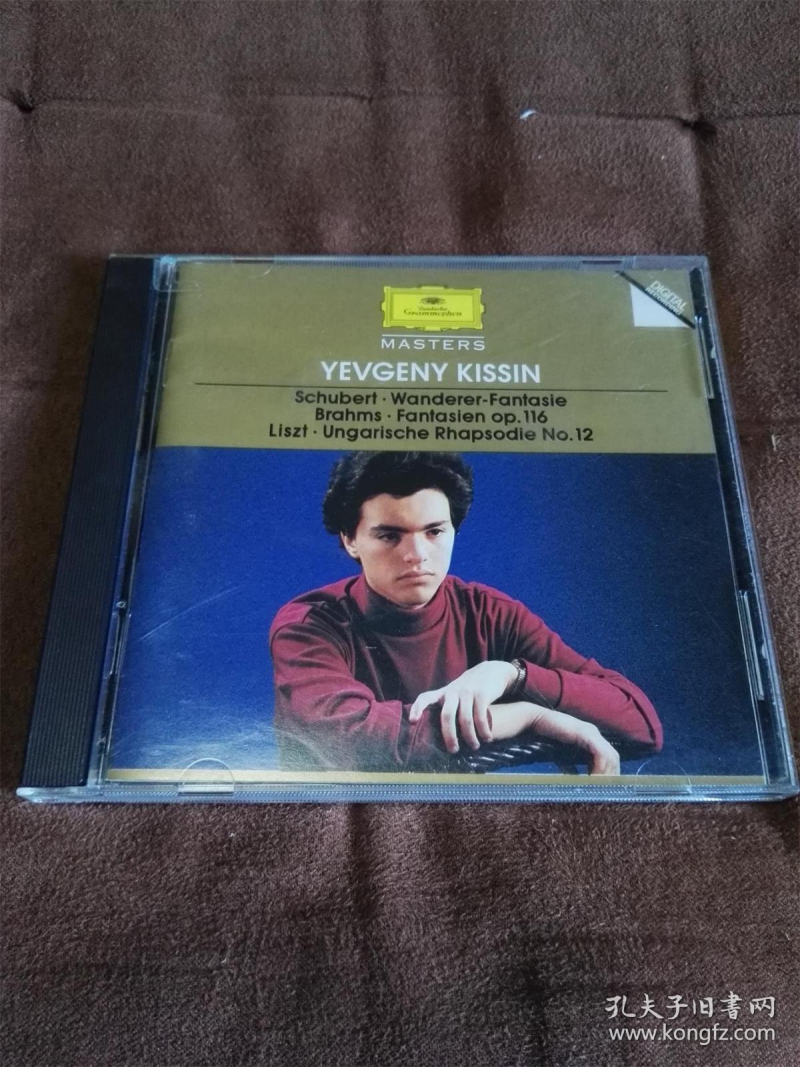 Deutsche
Grammophon
DIGITAL
RECORDING
MASTERS
YEVGENY KISSIN
Schubert · Wanderer-Fantasie
Brahms · Fantasien op.116
Liszt · Ungarische Rhapsodie No.12
孔夫子旧书网
www.kongfz.com